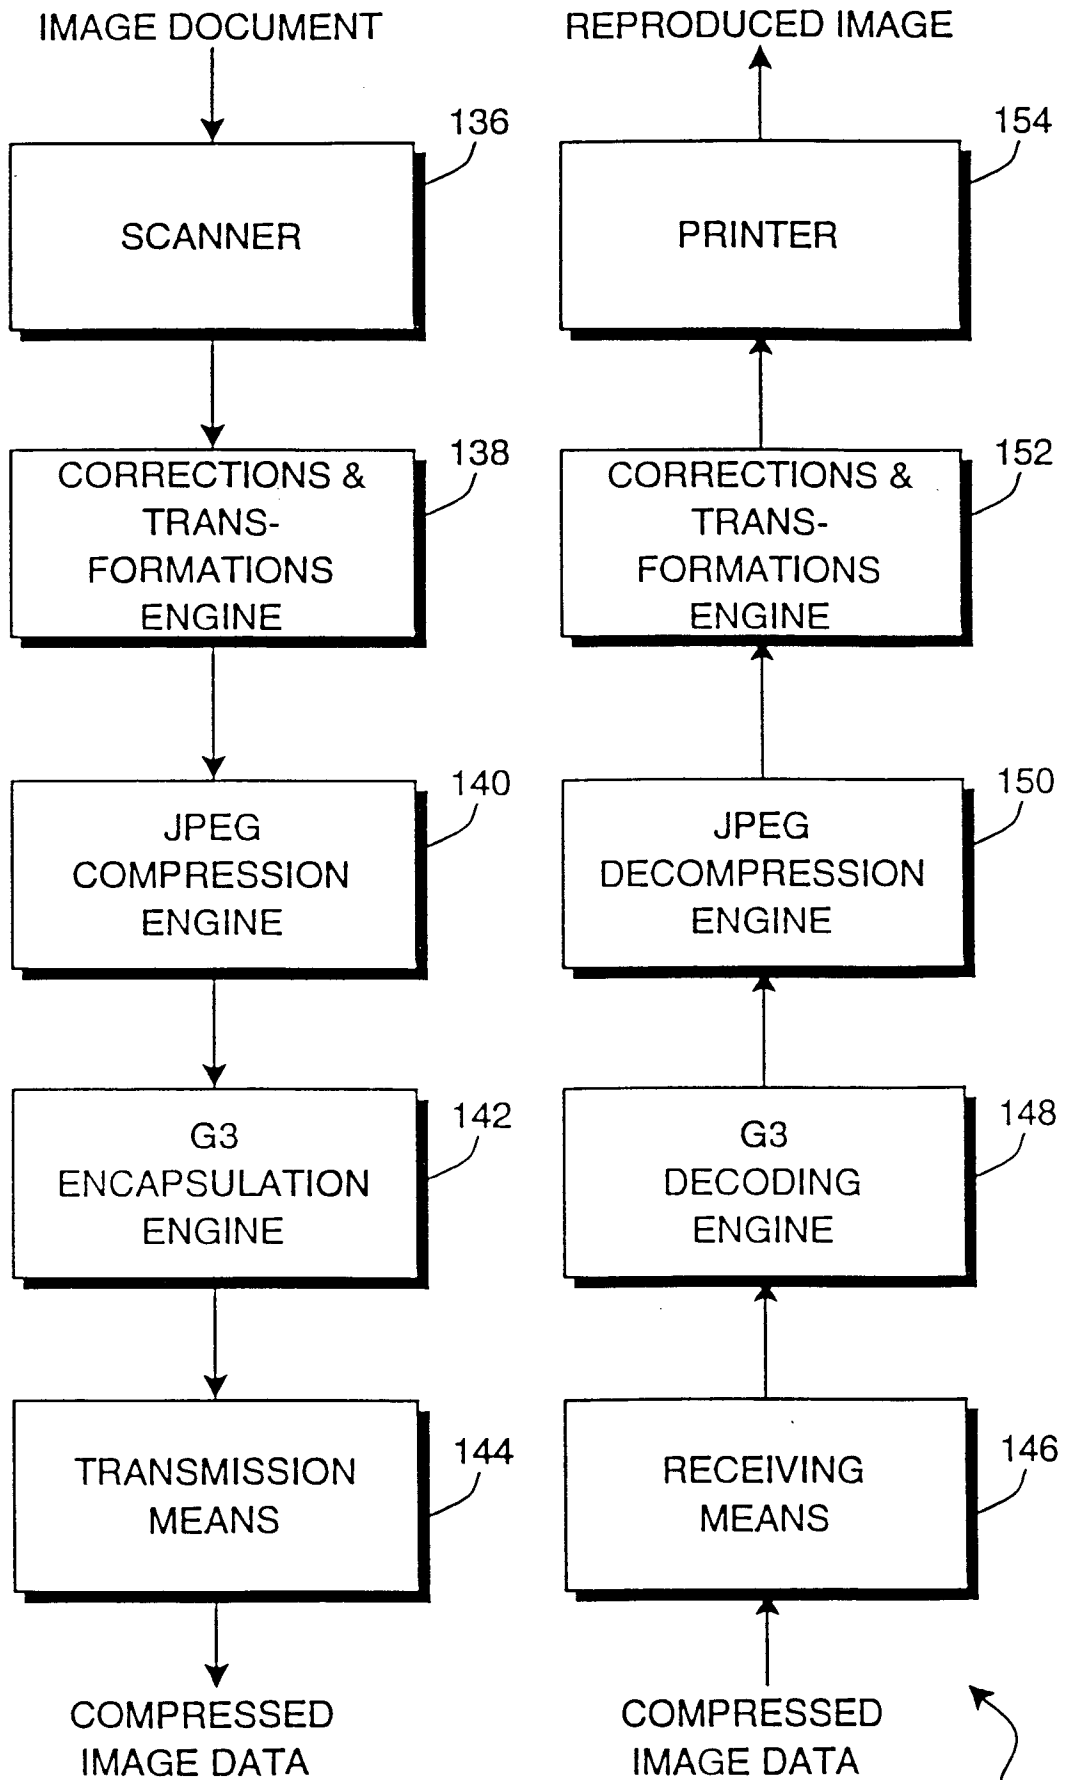 IMAGE DOCUMENT
136
SCANNER
138
CORRECTIONS &
TRANS-
FORMATIONS
ENGINE
140
JPEG
COMPRESSION
ENGINE
142
G3
ENCAPSULATION
ENGINE
144
TRANSMISSION
MEANS
COMPRESSED
IMAGE DATA
REPRODUCED IMAGE
154
PRINTER
152
CORRECTIONS &
TRANS-
FORMATIONS
ENGINE
150
JPEG
DECOMPRESSION
ENGINE
148
G3
DECODING
ENGINE
146
RECEIVING
MEANS
COMPRESSED
IMAGE DATA